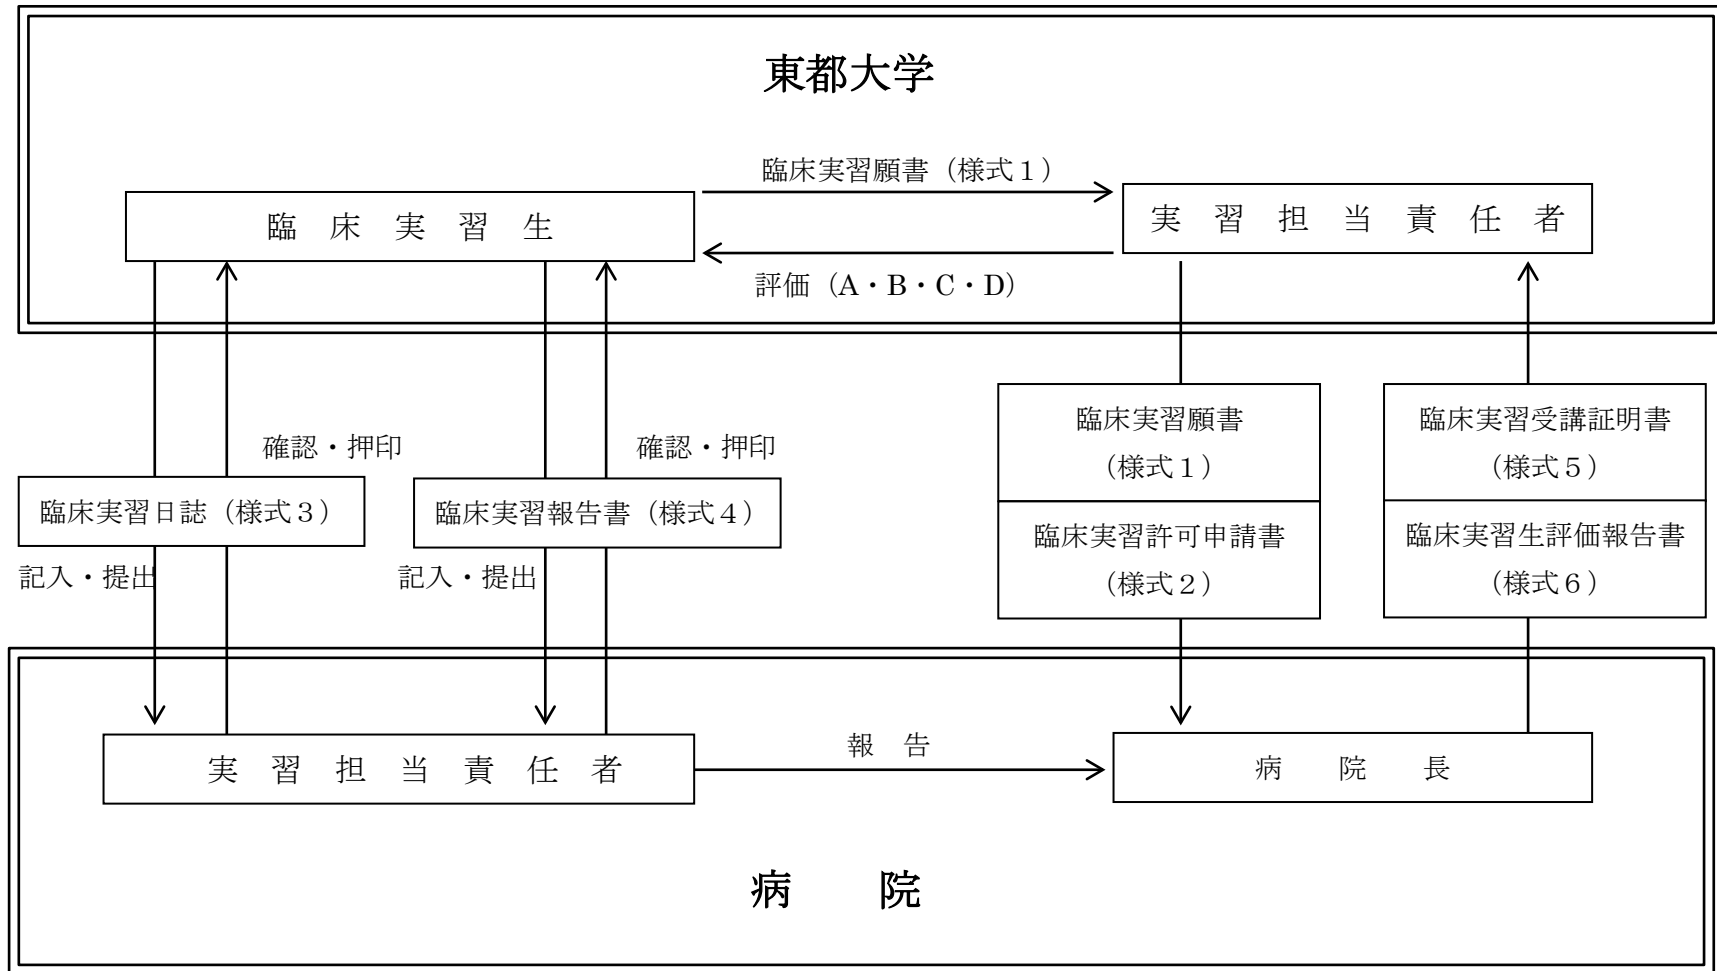 東都大学
臨床実習願書（様式１）
臨床実習生
実習担当責任者
評価（A・B・C・D）
臨床実習願書
（様式１）
臨床実習受講証明書
（様式５）
確認・押印
確認・押印
臨床実習日誌（様式３）
臨床実習報告書（様式４）
臨床実習許可申請書
（様式２）
臨床実習生評価報告書
（様式６）
記入・提出
記入・提出
実習担当責任者
報　告
病　院　長
病　院